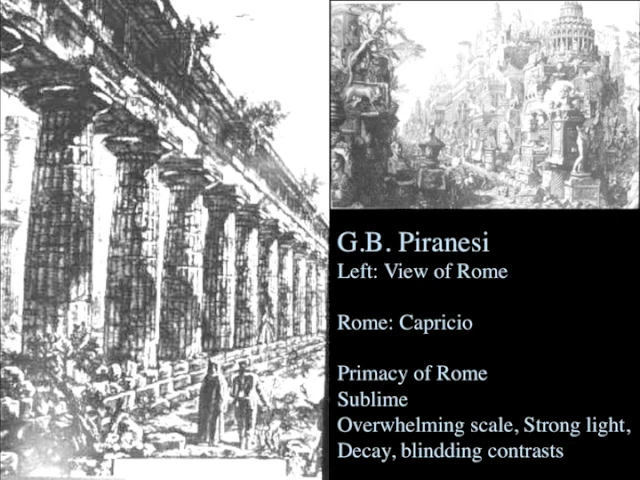 G.B. Piranesi
Left: View of Rome
Rome: Capricio
Primacy of Rome
Sublime
Overwhelming scale, Strong light,
Decay, blindding contrasts